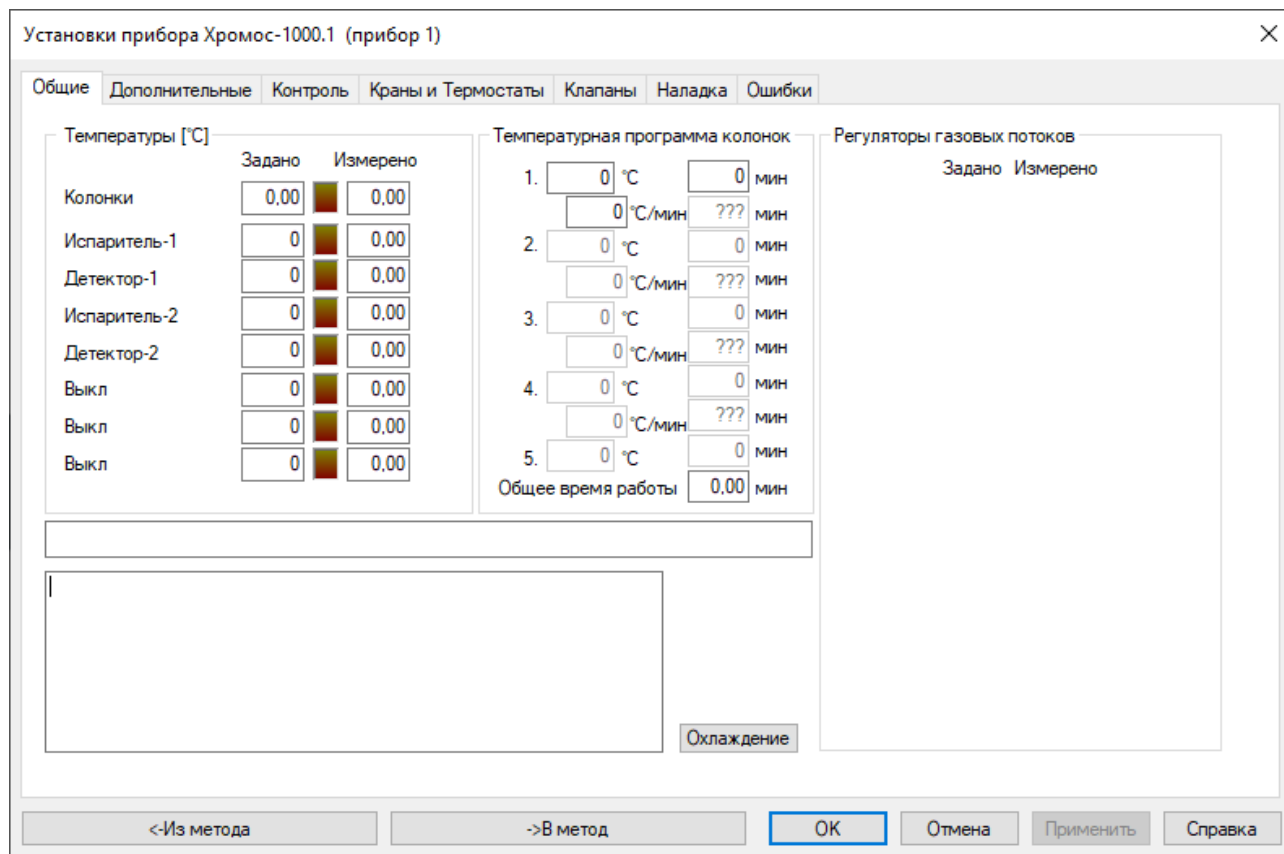 Установки прибора Хромос-1000.1 (прибор 1)
Общие Дополнительные Контроль Краны и Термостаты Клапаны Наладка Ошибки
Температуры [°C]
Задано Измерено
Колонки 0,00 0,00
Испаритель-1 0 0,00
Детектор-1 0 0,00
Испаритель-2 0 0,00
Детектор-2 0 0,00
Выкл 0 0,00
Выкл 0 0,00
Выкл 0 0,00
Температурная программа колонок
1. 0 °C 0 мин
0 °C/мин ??? мин
2. 0 °C 0 мин
0 °C/мин ??? мин
3. 0 °C 0 мин
0 °C/мин ??? мин
4. 0 °C 0 мин
0 °C/мин ??? мин
5. 0 °C 0 мин
Общее время работы 0,00 мин
Регуляторы газовых потоков
Задано Измерено
Охлаждение
<-Из метода ->В метод OK Отмена Применить Справка